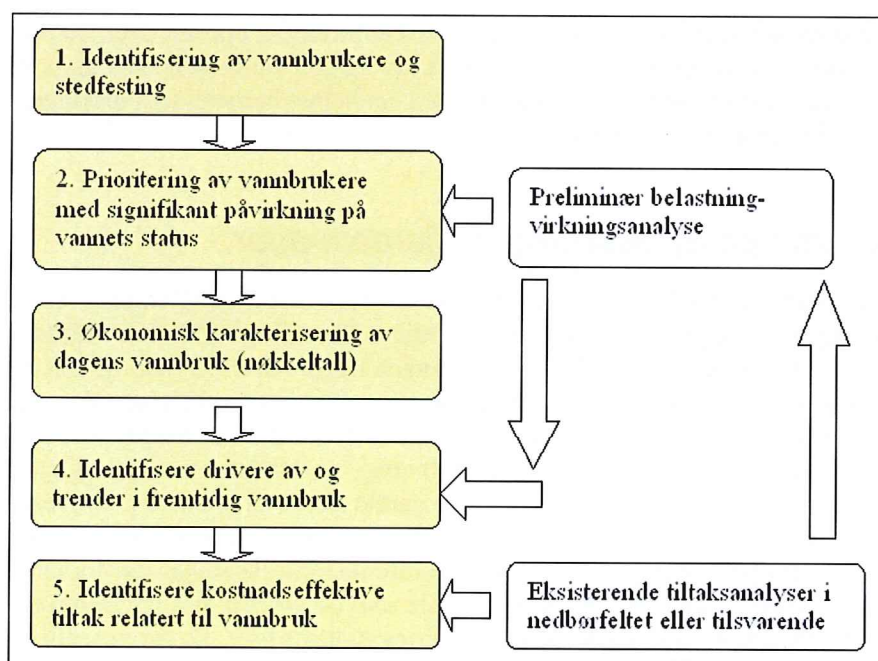 1. Identifisering av vannbrukere og
stedfesting
2. Prioritering av vannbrukere
med signifikant påvirkning på
vannets status
Preliminær belastning-
virkningsanalyse
3. Økonomisk karakterisering av
dagens vannbruk (nøkkeltall)
4. Identifisere drivere av og
trender i fremtidig vannbruk
5. Identifisere kostnadseffektive
tiltak relatert til vannbruk
Eksisterende tiltaksanalyser i
nedborfeltet eller tilsvarende